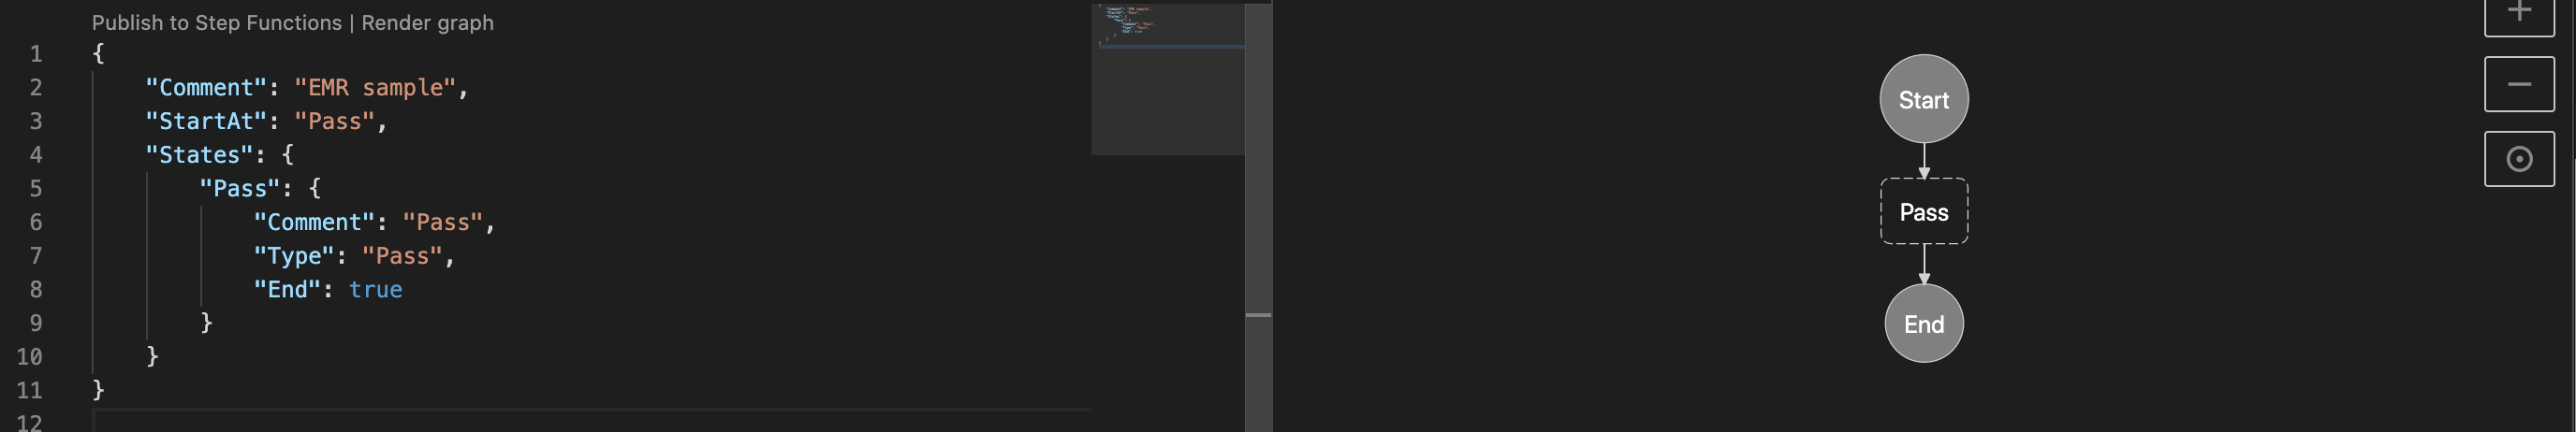 Publish to Step Functions | Render graph
1 {
2 "Comment": "EMR sample",
3 "StartAt": "Pass",
4 "States": {
5 "Pass": {
6 "Comment": "Pass",
7 "Type": "Pass",
8 "End": true
9 }
10 }
11 }
12
Start
Pass
End